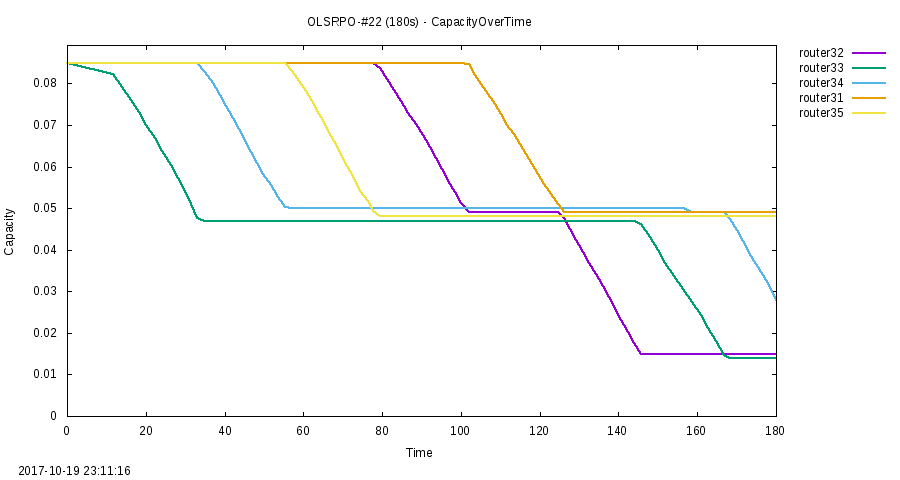 OLSRPO-#22 (180s) - CapacityOverTime
router32
router33
router34
router31
router35
0.08
0.07
0.06
0.05
0.04
0.03
0.02
0.01
0
Capacity
0 20 40 60 80 100 120 140 160 180
Time
2017-10-19 23:11:16